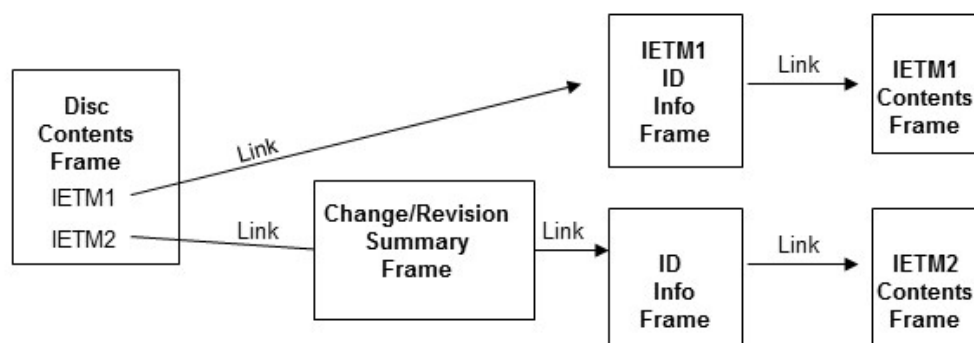 Disc
Contents
Frame
IETM1
IETM2
Link
Link
Change/Revision
Summary
Frame
Link
IETM1
ID
Info
Frame
Link
IETM1
Contents
Frame
ID
Info
Frame
Link
IETM2
Contents
Frame